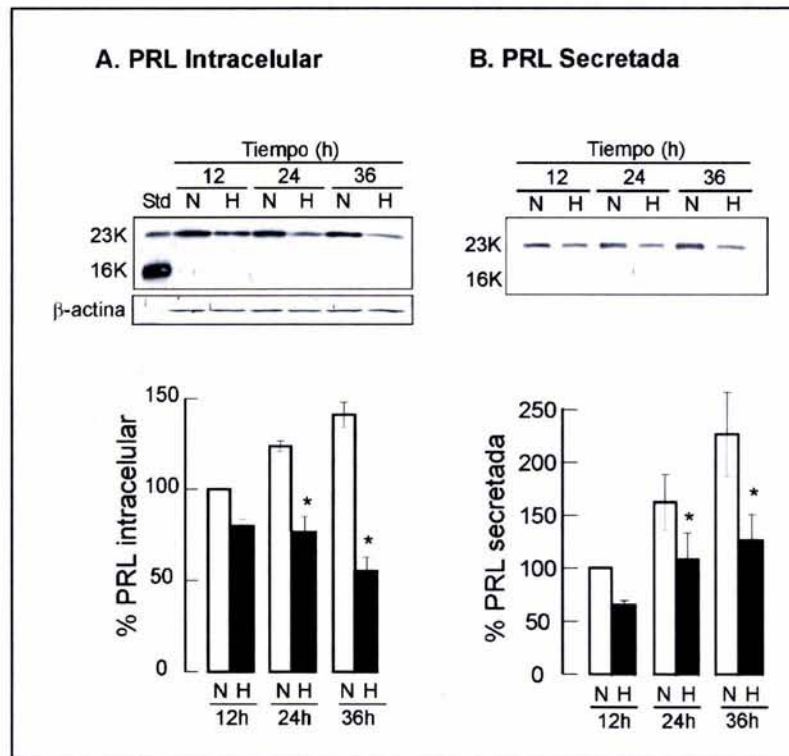 A. PRL Intracelular
Tiempo (h)
12 24 36
Std N H N H N H
23K
16K
β-actina
% PRL intracelular
150
100
50
0
N H N H N H
12h 24h 36h
* *
B. PRL Secretada
Tiempo (h)
12 24 36
N H N H N H
23K
16K
% PRL secretada
250
200
150
100
50
0
* *
N H N H N H
12h 24h 36h